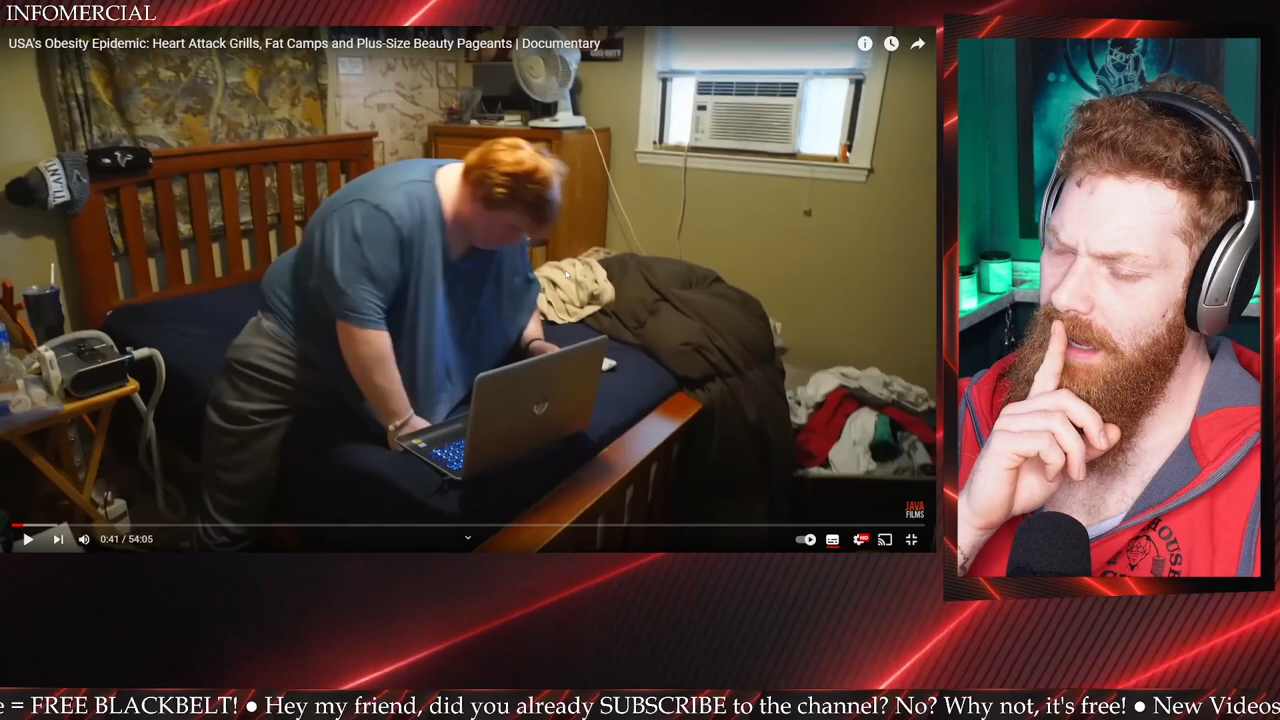 INFOMERCIAL
USA's Obesity Epidemic: Heart Attack Grills, Fat Camps and Plus-Size Beauty Pageants | Documentary
JAVA
FILMS
0:41 / 54:05
HD
HOUSE
e = FREE BLACKBELT! ● Hey my friend, did you already SUBSCRIBE to the channel? No? Why not, it's free! ● New Videos